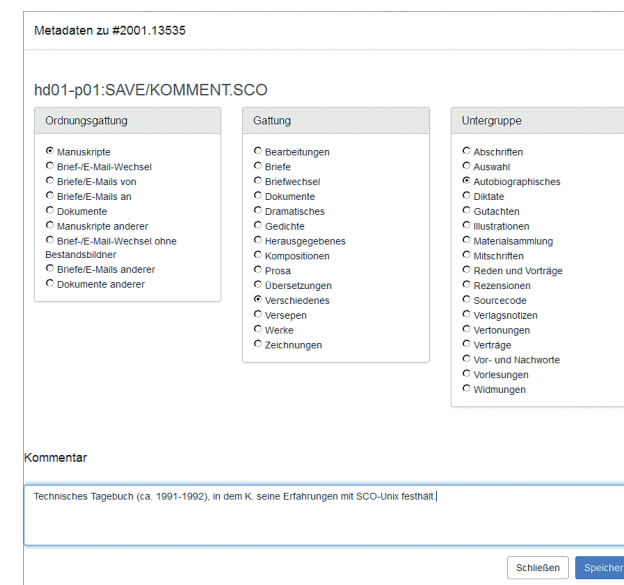 Metadaten zu #2001.13535
hd01-p01:SAVE/KOMMENT.SCO
Ordnungsgattung
Manuskripte
Brief-/E-Mail-Wechsel
Briefe/E-Mails von
Briefe/E-Mails an
Dokumente
Manuskripte anderer
Brief-/E-Mail-Wechsel ohne
Bestandsbildner
Briefe/E-Mails anderer
Dokumente anderer
Gattung
Bearbeitungen
Briefe
Briefwechsel
Dokumente
Dramatisches
Gedichte
Herausgegebenes
Kompositionen
Prosa
Übersetzungen
Verschiedenes
Versepen
Werke
Zeichnungen
Untergruppe
Abschriften
Auswahl
Autobiographisches
Diktate
Gutachten
Illustrationen
Materialsammlung
Mitschriften
Reden und Vorträge
Rezensionen
Sourcecode
Verlagsnotizen
Vertonungen
Verträge
Vor- und Nachworte
Vorlesungen
Widmungen
Kommentar
Technisches Tagebuch (ca. 1991-1992), in dem K. seine Erfahrungen mit SCO-Unix festhält.
Schließen
Speicher